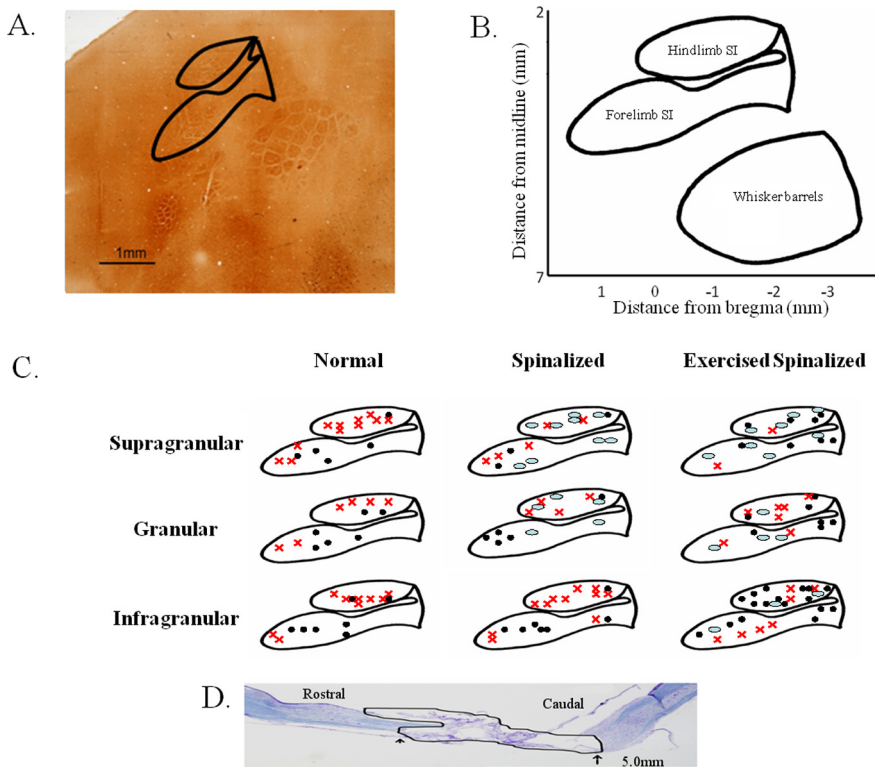 A.
1mm
B.
2
Distance from midline (mm)
7
Hindlimb SI
Forelimb SI
Whisker barrels
1 0 -1 -2 -3
Distance from bregma (mm)
C.
Normal Spinalized Exercised Spinalized
Supragranular
Granular
Infragranular
D.
Rostral Caudal
5.0mm